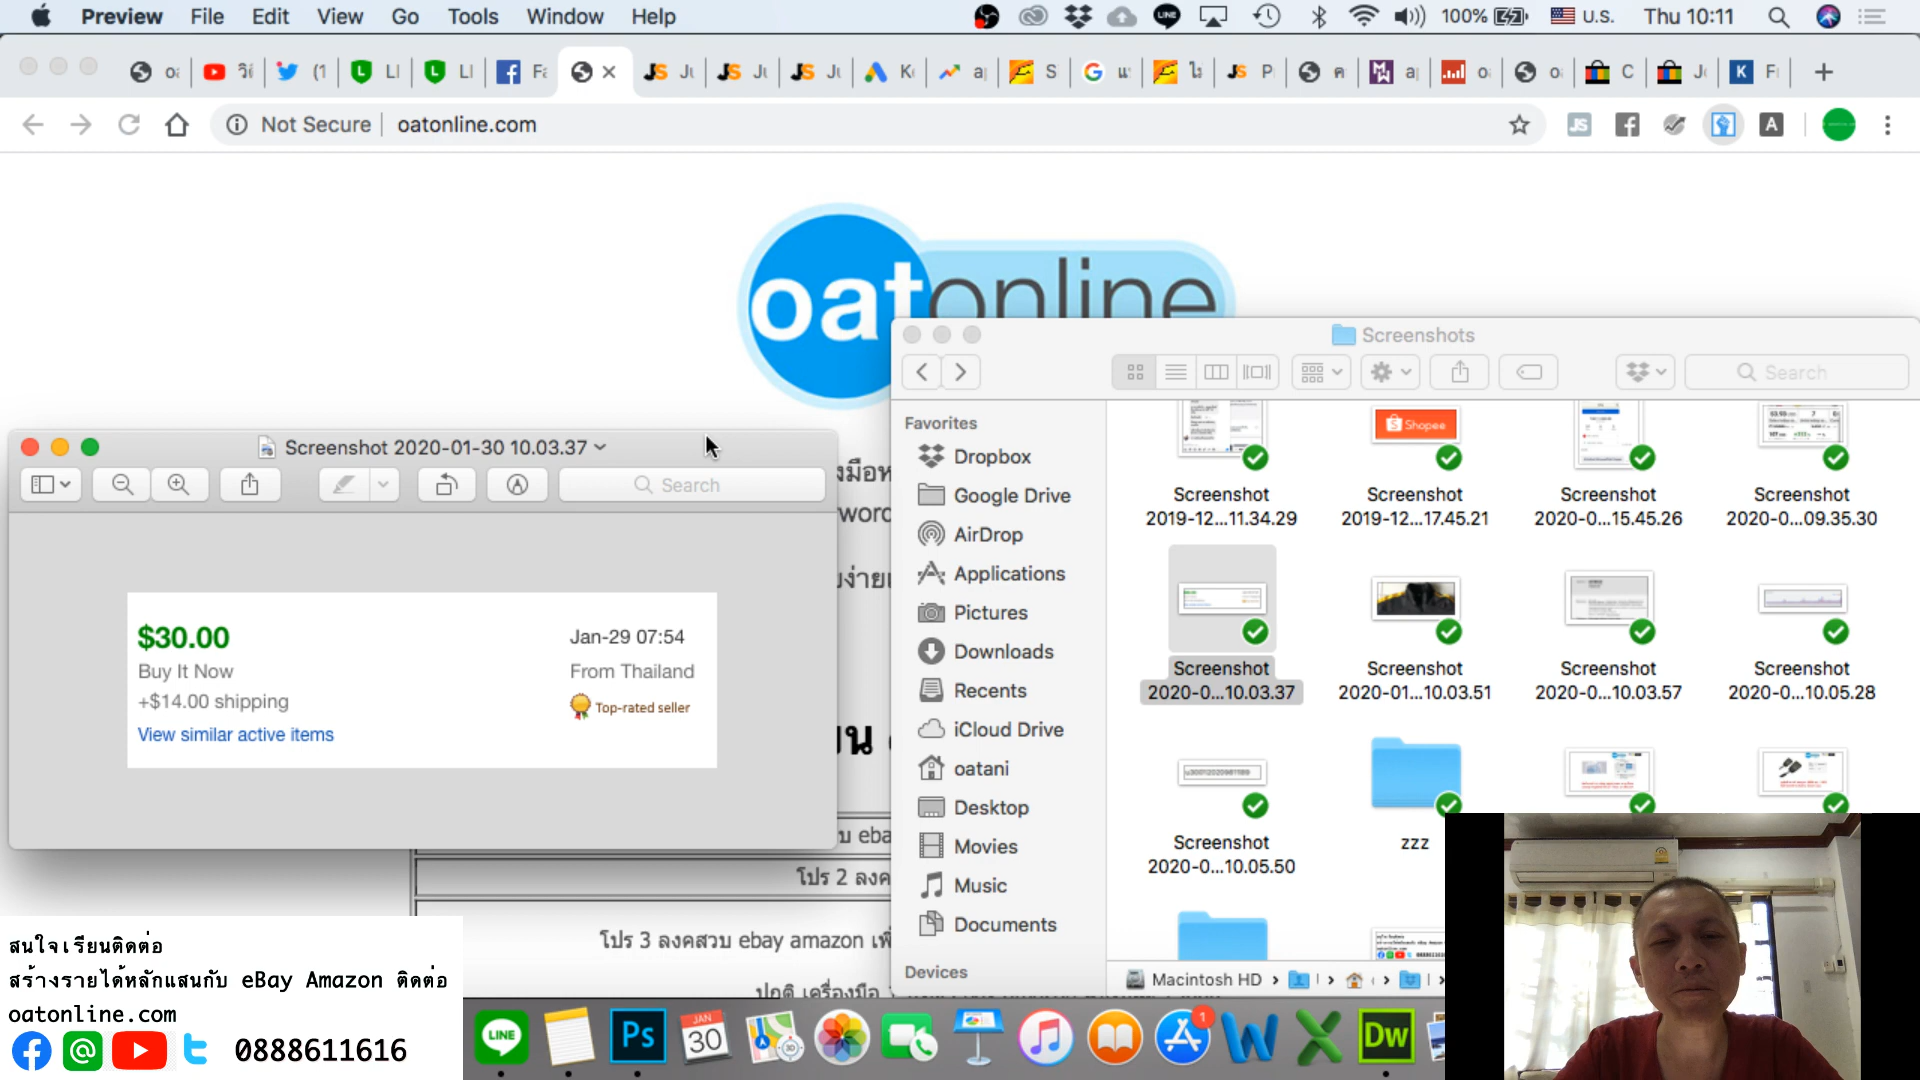 Preview File Edit View Go Tools Window Help 100% U.S. Thu 10:11
Not Secure oatonline.com
oatonline
Screenshots
Search
Favorites
Dropbox
Google Drive
AirDrop
Applications
Pictures
Downloads
Recents
iCloud Drive
oatani
Desktop
Movies
Music
Documents
Devices
Shopee
Screenshot 2019-12...11.34.29
Screenshot 2019-12...17.45.21
Screenshot 2020-0...15.45.26
Screenshot 2020-0...09.35.30
Screenshot 2020-0...10.03.37
Screenshot 2020-01...10.03.51
Screenshot 2020-0...10.03.57
Screenshot 2020-0...10.05.28
Screenshot 2020-0...10.05.50
zzz
Macintosh HD
Screenshot 2020-01-30 10.03.37
Search
$30.00
Buy It Now
+$14.00 shipping
View similar active items
Jan-29 07:54
From Thailand
Top-rated seller
โปร 2 ลงค
โปร 3 ลงคสวบ ebay amazon
สนใจเรียนติดต่อ
สร้างรายได้หลักแสนกับ eBay Amazon ติดต่อ
oatonline.com
0888611616
LINE
Ps
JAN 30
1
Dw